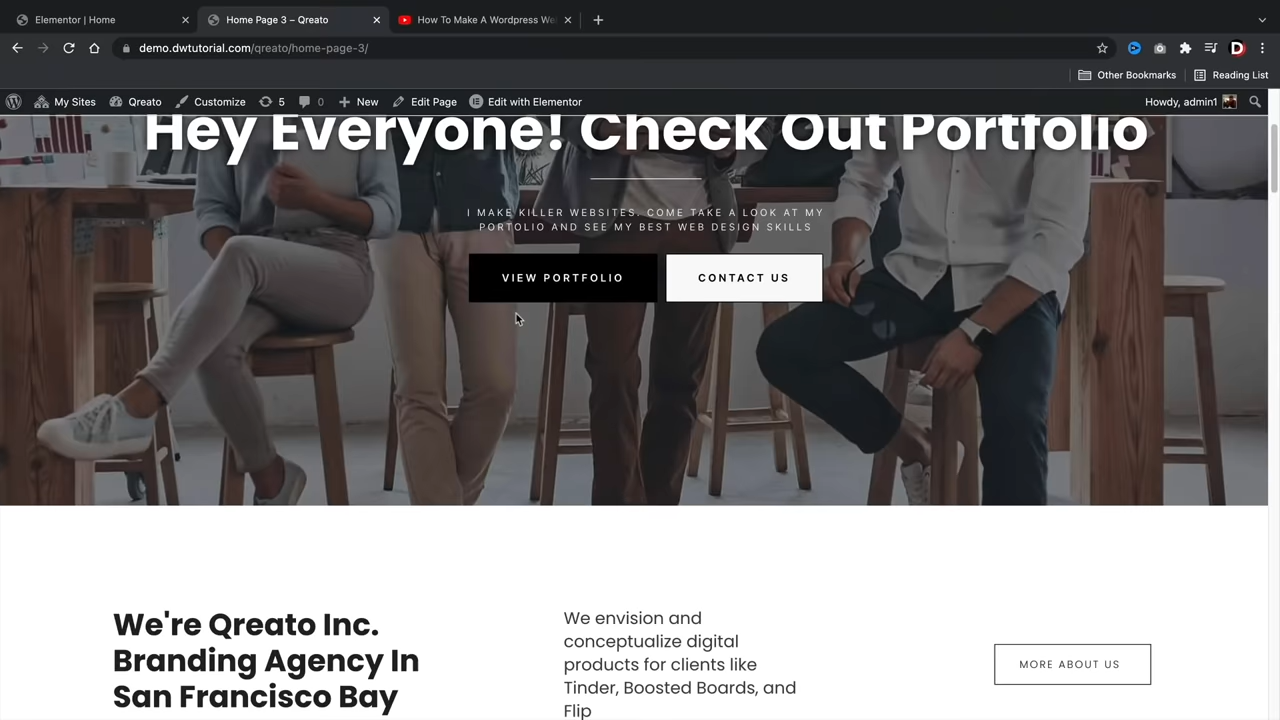 Elementor | Home
Home Page 3 – Qreato
How To Make A Wordpress We
demo.dwtutorial.com/qreato/home-page-3/
D
Other Bookmarks
Reading List
My Sites
Qreato
Customize
5
0
New
Edit Page
Edit with Elementor
Howdy, admin1
Hey Everyone! Check Out Portfolio
I MAKE KILLER WEBSITES. COME TAKE A LOOK AT MY
PORTOLIO AND SEE MY BEST WEB DESIGN SKILLS
VIEW PORTFOLIO
CONTACT US
We're Qreato Inc.
Branding Agency In
San Francisco Bay
We envision and
conceptualize digital
products for clients like
Tinder, Boosted Boards, and
Flip
MORE ABOUT US